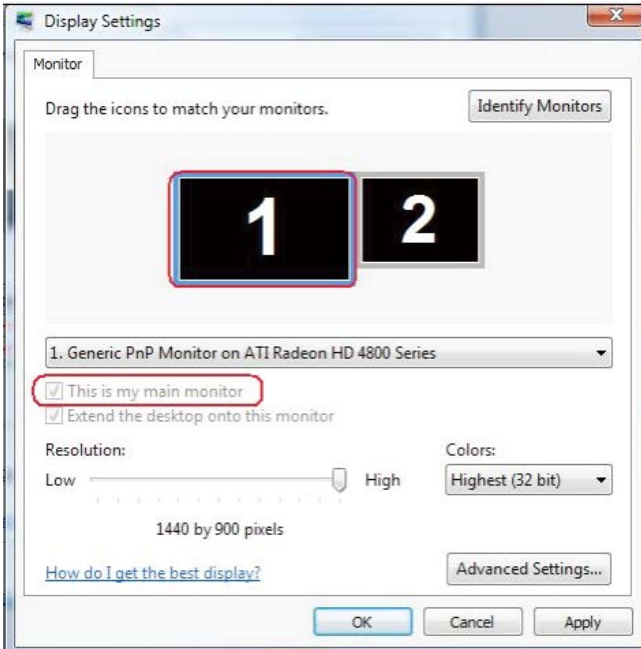 Display Settings
Monitor
Drag the icons to match your monitors.
Identify Monitors
1
2
1. Generic PnP Monitor on ATI Radeon HD 4800 Series
This is my main monitor
Extend the desktop onto this monitor
Resolution:
Colors:
Low
High
Highest (32 bit)
1440 by 900 pixels
How do I get the best display?
Advanced Settings...
OK
Cancel
Apply